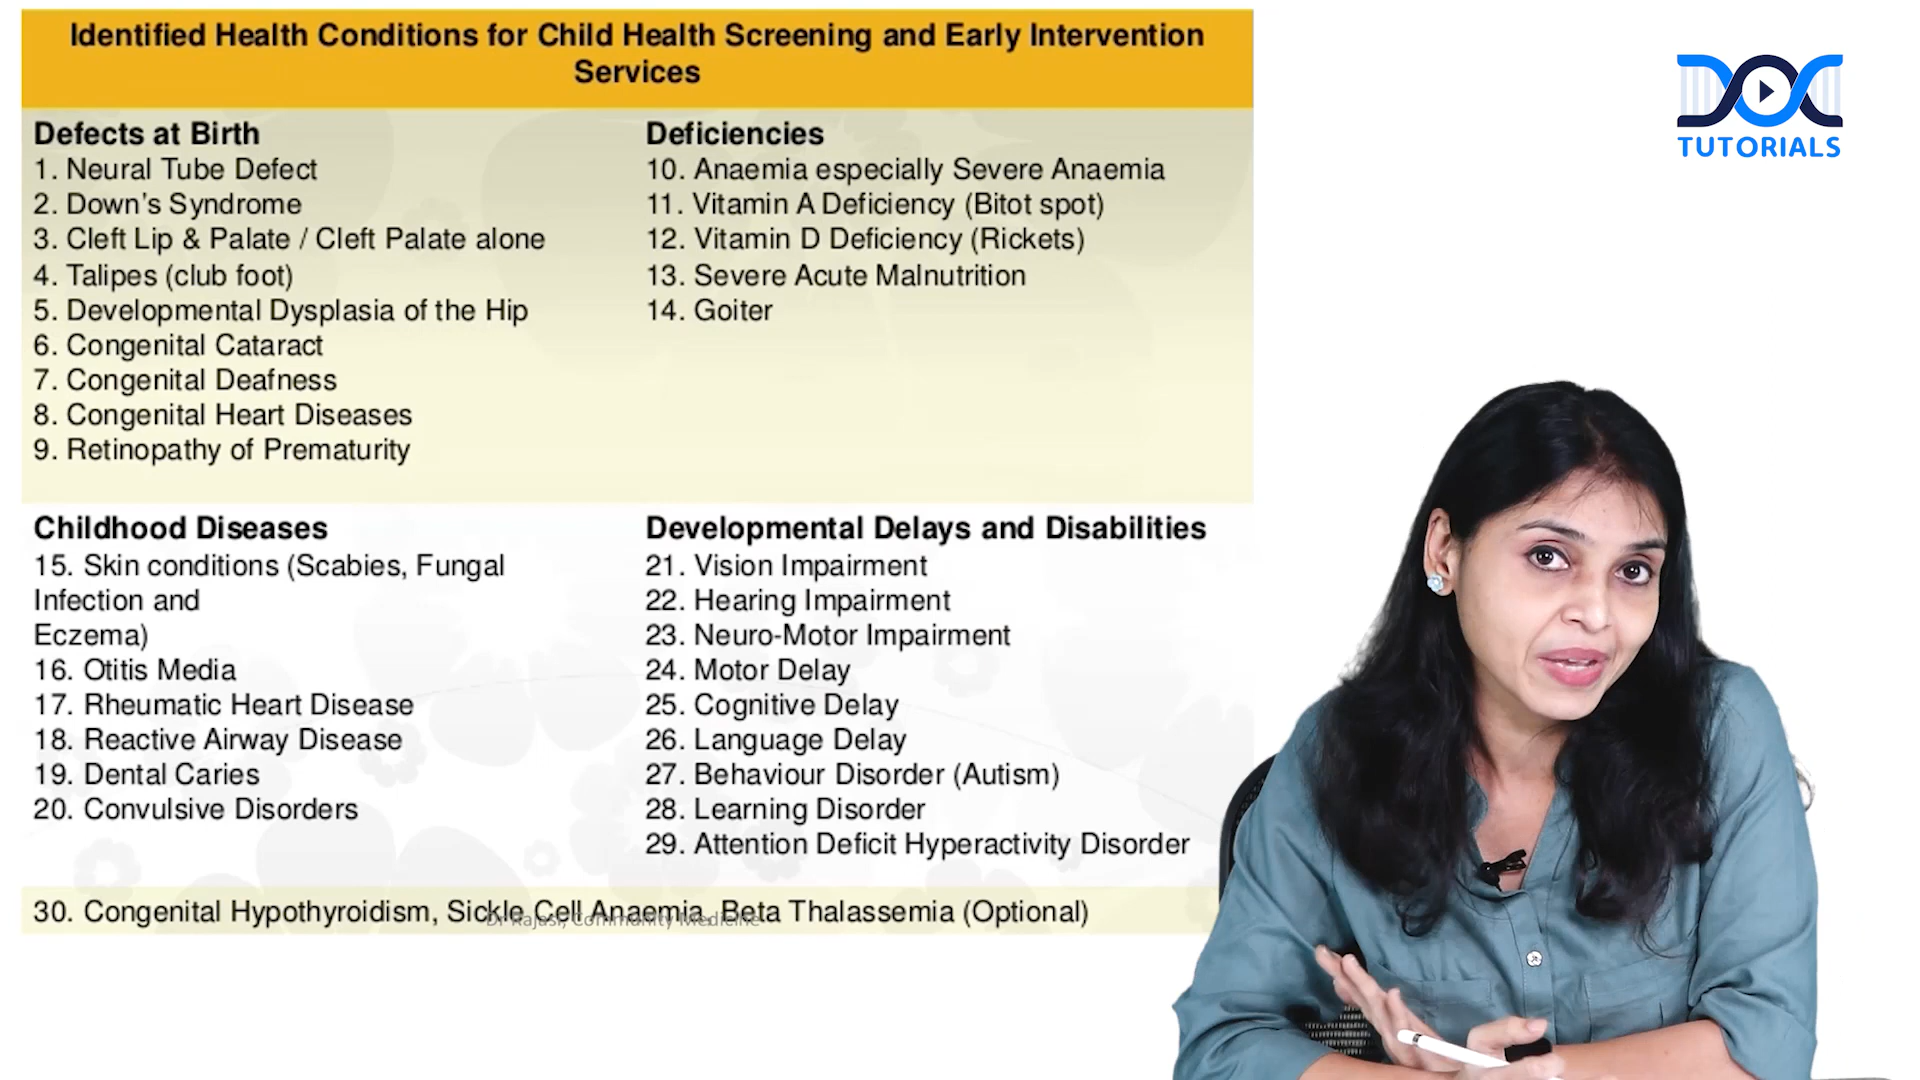 Identified Health Conditions for Child Health Screening and Early Intervention
Services
Defects at Birth
1. Neural Tube Defect
2. Down's Syndrome
3. Cleft Lip & Palate / Cleft Palate alone
4. Talipes (club foot)
5. Developmental Dysplasia of the Hip
6. Congenital Cataract
7. Congenital Deafness
8. Congenital Heart Diseases
9. Retinopathy of Prematurity
Deficiencies
10. Anaemia especially Severe Anaemia
11. Vitamin A Deficiency (Bitot spot)
12. Vitamin D Deficiency (Rickets)
13. Severe Acute Malnutrition
14. Goiter
Childhood Diseases
15. Skin conditions (Scabies, Fungal
Infection and
Eczema)
16. Otitis Media
17. Rheumatic Heart Disease
18. Reactive Airway Disease
19. Dental Caries
20. Convulsive Disorders
Developmental Delays and Disabilities
21. Vision Impairment
22. Hearing Impairment
23. Neuro-Motor Impairment
24. Motor Delay
25. Cognitive Delay
26. Language Delay
27. Behaviour Disorder (Autism)
28. Learning Disorder
29. Attention Deficit Hyperactivity Disorder
30. Congenital Hypothyroidism, Sickle Cell Anaemia, Beta Thalassemia (Optional)
Dr Rajasi, Community Medicine
DOC
TUTORIALS